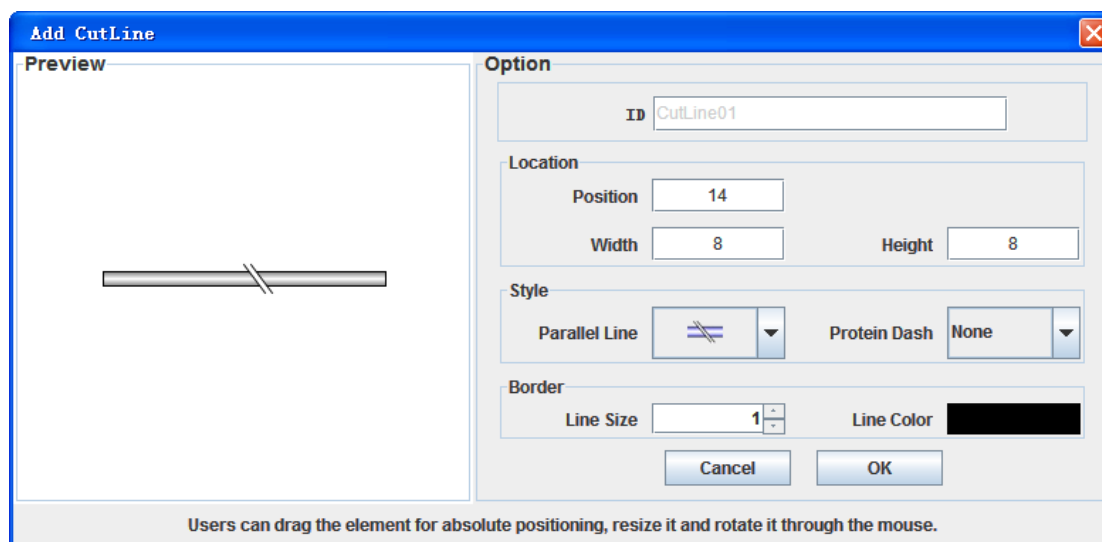 Add CutLine
Preview
Option
ID CutLine01
Location
Position 14
Width 8 Height 8
Style
Parallel Line Protein Dash None
Border
Line Size 1 Line Color
Cancel OK
Users can drag the element for absolute positioning, resize it and rotate it through the mouse.